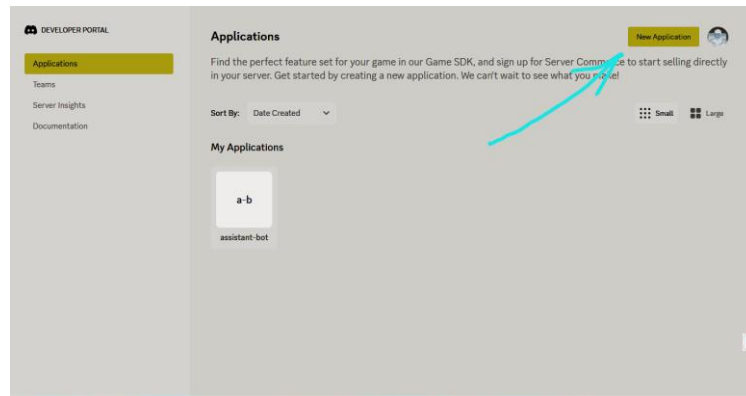 DEVELOPER PORTAL
Applications
Teams
Server Insights
Documentation
Applications
New Application
Find the perfect feature set for your game in our Game SDK, and sign up for Server Commerce to start selling directly
in your server. Get started by creating a new application. We can't wait to see what you make!
Sort By: Date Created
Small Large
My Applications
a-b
assistant-bot